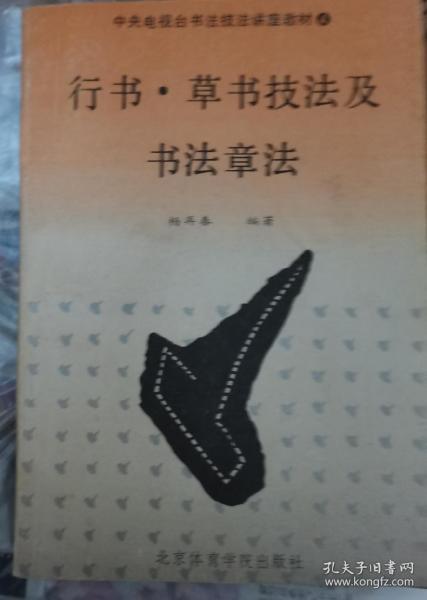 中央电视台书法技法讲座教材
行书·草书技法及
书法章法
杨再春 编著
北京体育学院出版社
孔夫子旧书网
www.kongfz.com